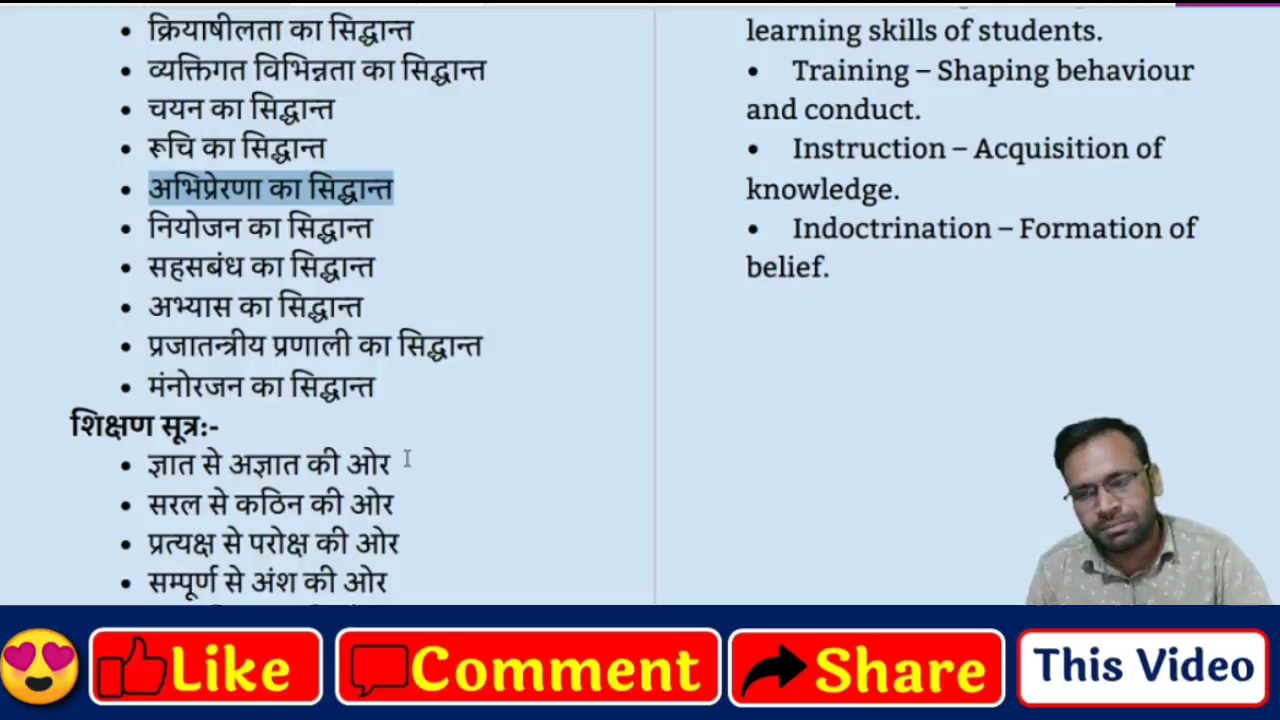 • क्रियाषीलता का सिद्धान्त
• व्यक्तिगत विभिन्नता का सिद्धान्त
• चयन का सिद्धान्त
• रूचि का सिद्धान्त
• अभिप्रेरणा का सिद्धान्त
• नियोजन का सिद्धान्त
• सहसबंध का सिद्धान्त
• अभ्यास का सिद्धान्त
• प्रजातन्त्रीय प्रणाली का सिद्धान्त
• मंनोरजन का सिद्धान्त
शिक्षण सूत्रः-
• ज्ञात से अज्ञात की ओर
• सरल से कठिन की ओर
• प्रत्यक्ष से परोक्ष की ओर
• सम्पूर्ण से अंश की ओर
learning skills of students.
• Training – Shaping behaviour
and conduct.
• Instruction – Acquisition of
knowledge.
• Indoctrination – Formation of
belief.
Like
Comment
Share
This Video